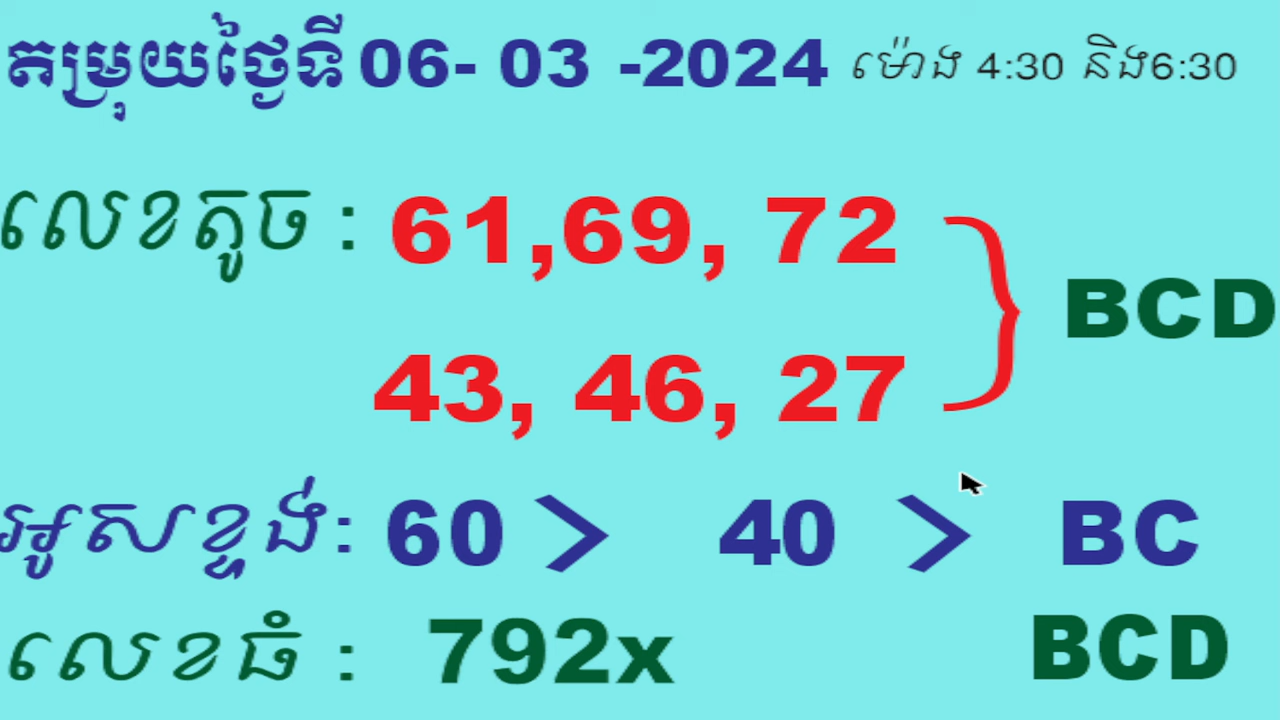 តម្រុយថ្ងៃទី 06- 03 -2024 ម៉ោង 4:30 និង6:30
លេខតូច : 61,69, 72
BCD
43, 46, 27
អូសខ្ទង់: 60 > 40 > BC
លេខធំ : 792x BCD